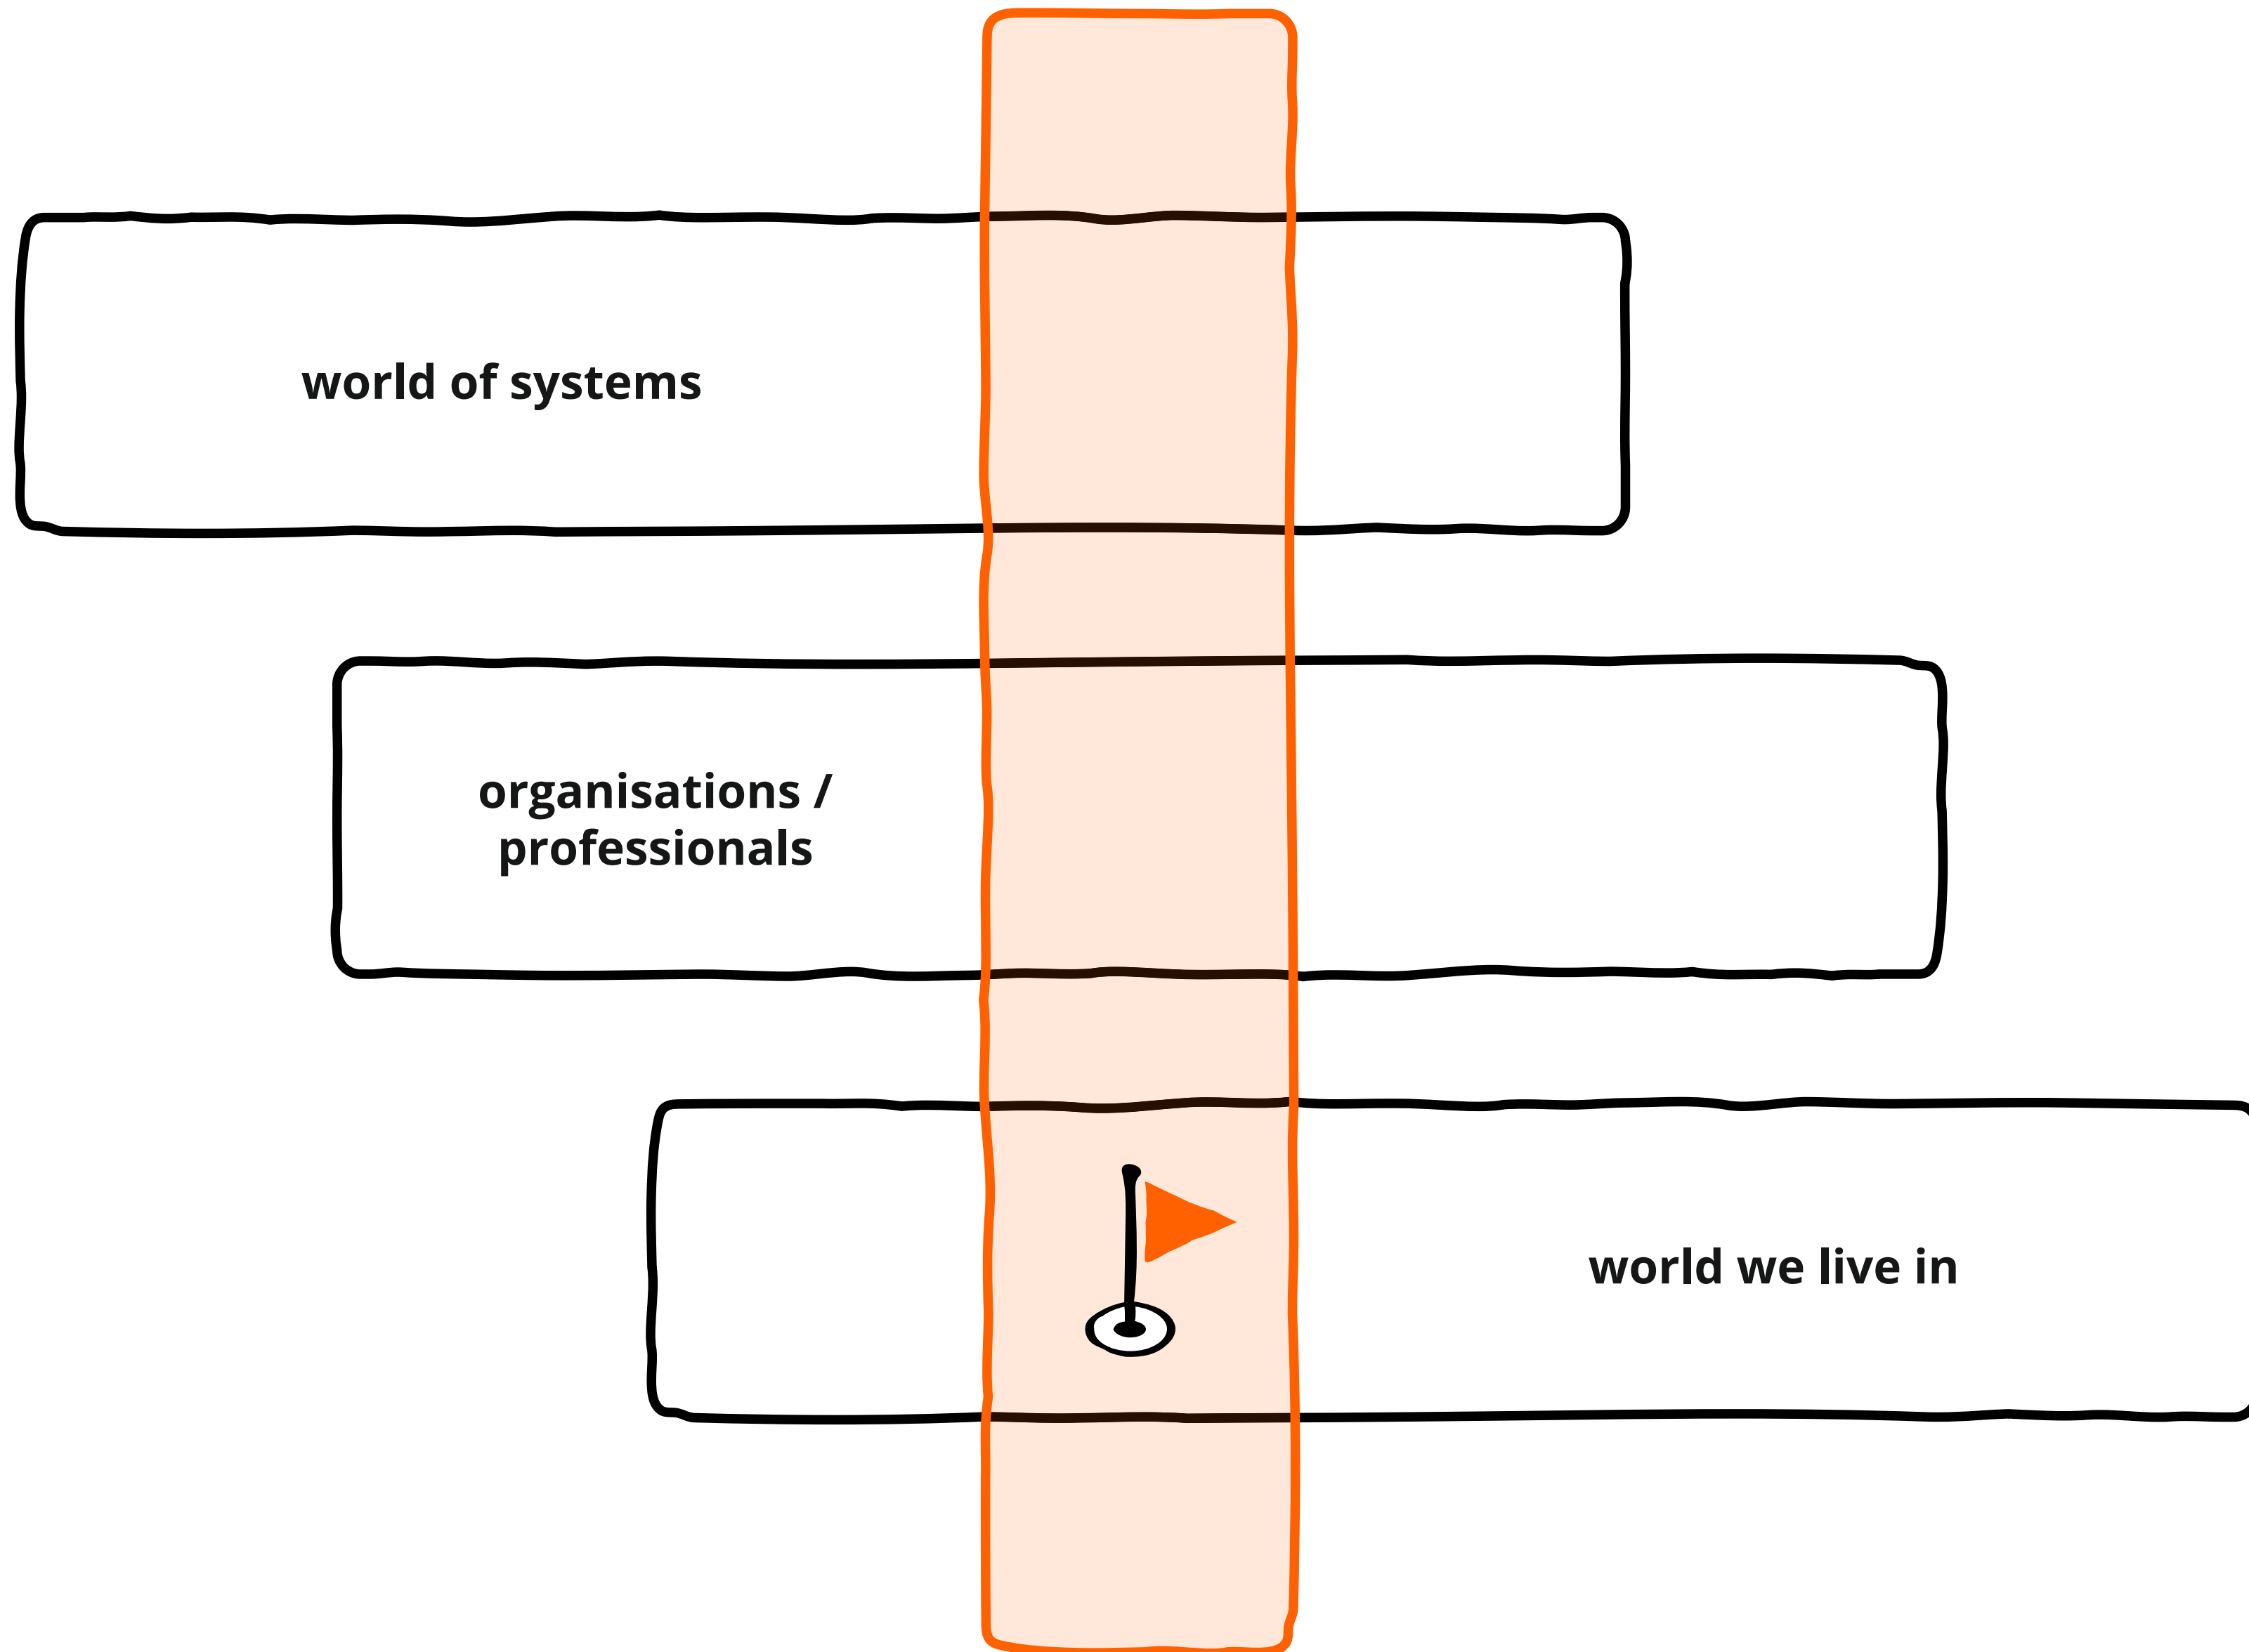 world of systems
organisations /
professionals
world we live in